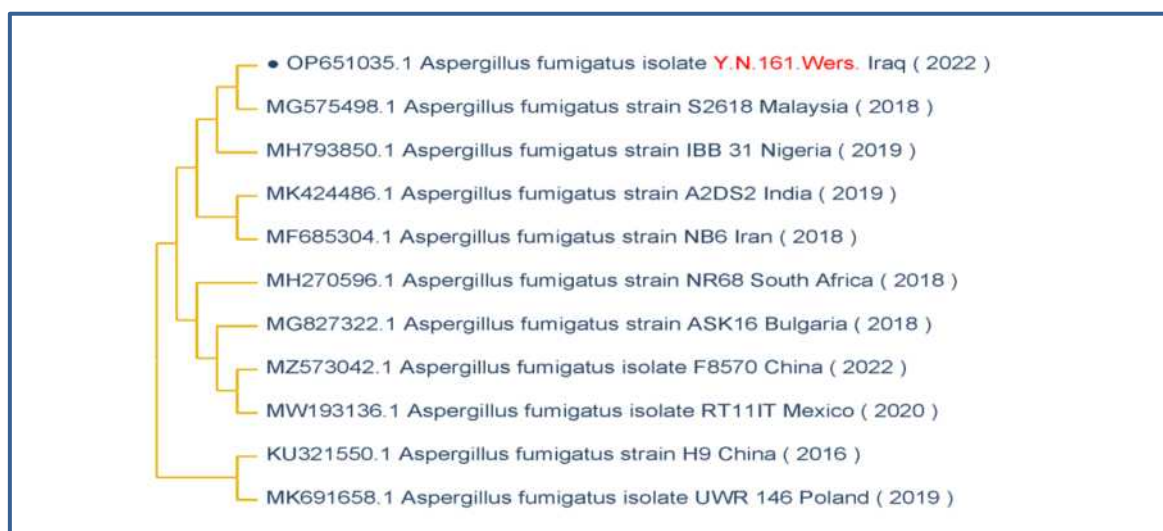 ● OP651035.1 Aspergillus fumigatus isolate Y.N.161.Wers. Iraq ( 2022 )
MG575498.1 Aspergillus fumigatus strain S2618 Malaysia ( 2018 )
MH793850.1 Aspergillus fumigatus strain IBB 31 Nigeria ( 2019 )
MK424486.1 Aspergillus fumigatus strain A2DS2 India ( 2019 )
MF685304.1 Aspergillus fumigatus strain NB6 Iran ( 2018 )
MH270596.1 Aspergillus fumigatus strain NR68 South Africa ( 2018 )
MG827322.1 Aspergillus fumigatus strain ASK16 Bulgaria ( 2018 )
MZ573042.1 Aspergillus fumigatus isolate F8570 China ( 2022 )
MW193136.1 Aspergillus fumigatus isolate RT11IT Mexico ( 2020 )
KU321550.1 Aspergillus fumigatus strain H9 China ( 2016 )
MK691658.1 Aspergillus fumigatus isolate UWR 146 Poland ( 2019 )